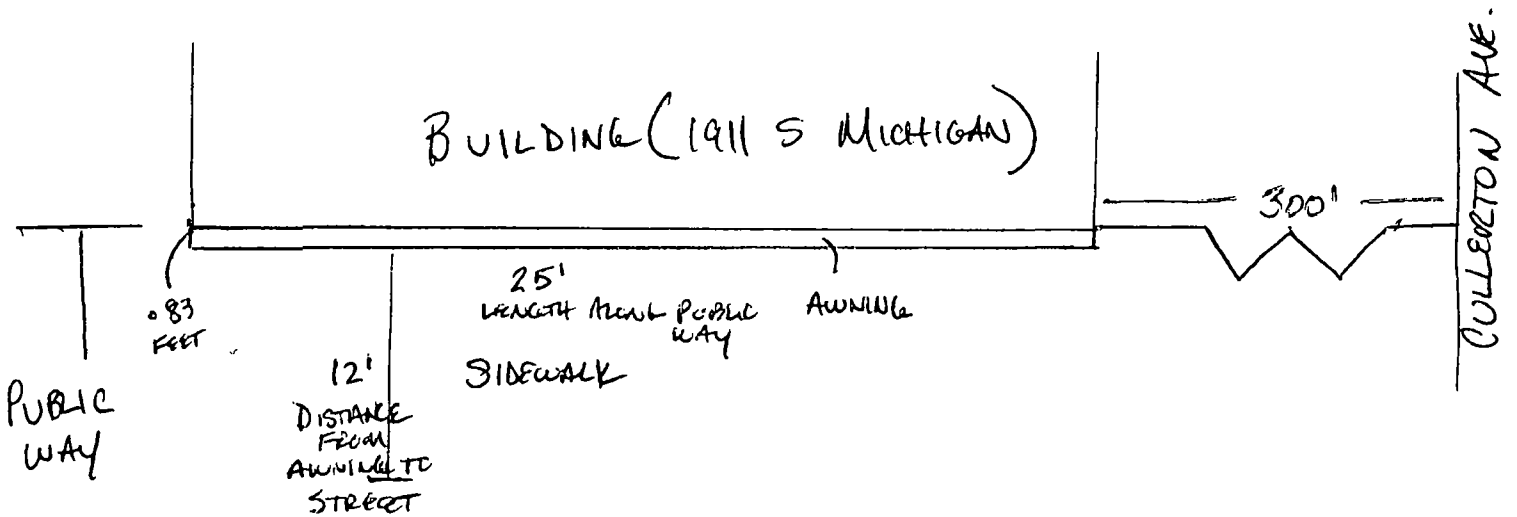 BUILDING (1911 S MICHIGAN)
300'
CULLERTON AVE.
.83
FEET
25'
LENGTH ALONG PUBLIC
WAY
AWNING
PUBLIC
WAY
12'
DISTANCE
FROM
AWNING TO
STREET
SIDEWALK